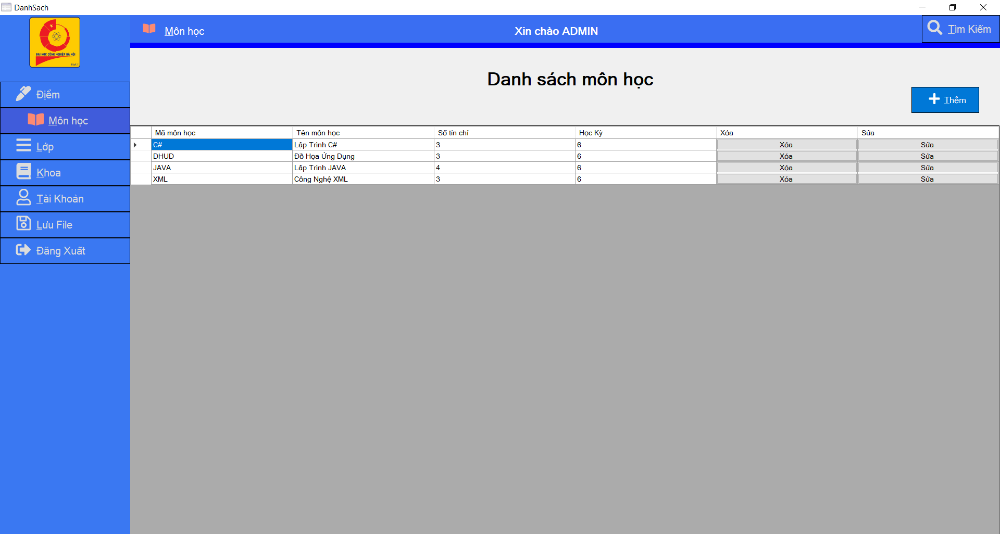 DanhSach
ĐẠI HỌC CÔNG NGHIỆP HÀ NỘI
HaUI
Môn học
Xin chào ADMIN
Tìm Kiếm
Điểm
Môn học
Lớp
Khoa
Tài Khoản
Lưu File
Đăng Xuất
Danh sách môn học
Thêm
Mã môn học Tên môn học Số tín chỉ Học Kỳ Xóa Sửa
C# Lập Trình C# 3 6 Xóa Sửa
DHUD Đồ Họa Ứng Dụng 3 6 Xóa Sửa
JAVA Lập Trình JAVA 4 6 Xóa Sửa
XML Công Nghệ XML 3 6 Xóa Sửa